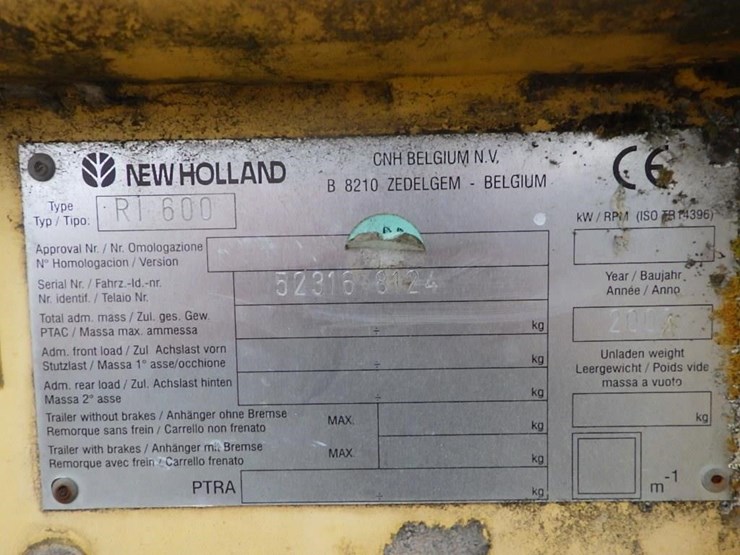 NEW HOLLAND
CNH BELGIUM N.V.
B 8210 ZEDELGEM - BELGIUM
CE
Type
Typ / Tipo:
RI 600
kW / RPM (ISO TR14396)
Approval Nr. / Nr. Omologazione
N° Homologacion / Version
Serial Nr. / Fahrz.-Id.-nr.
Nr. identif. / Telaio Nr.
Year / Baujahr
Année / Anno
Total adm. mass / Zul. ges. Gew.
PTAC / Massa max. ammessa
÷ kg
Adm. front load / Zul Achslast vorn
Stutzlast / Massa 1° asse/occhione
÷ kg
Unladen weight
Leergewicht / Poids vide
massa a vuoto
kg
Adm. rear load / Zul. Achslast hinten
Massa 2° asse
÷ kg
Trailer without brakes / Anhänger ohne Bremse
Remorque sans frein / Carrello non frenato
MAX.
kg
Trailer with brakes / Anhänger mit Bremse
Remorque avec frein / Carrello frenato
MAX.
kg
PTRA
÷ kg
m-1